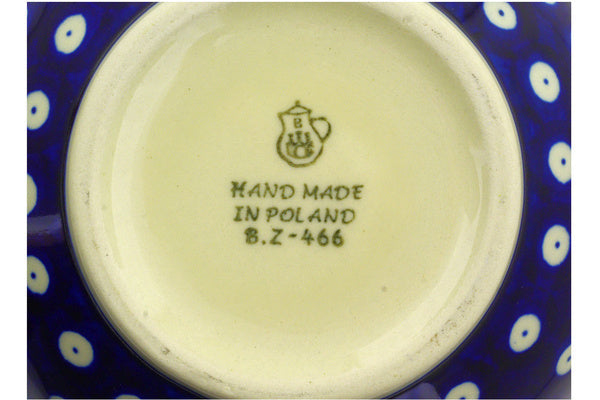 B
HAND MADE
IN POLAND
B.Z-466